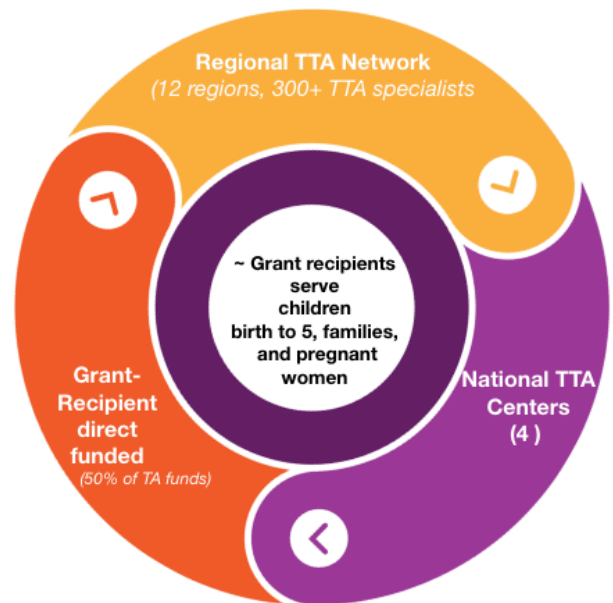 Regional TTA Network
(12 regions, 300+ TTA specialists
~ Grant recipients
serve
children
birth to 5, families,
and pregnant
women
National TTA
Centers
(4 )
Grant-
Recipient
direct
funded
(50% of TA funds)